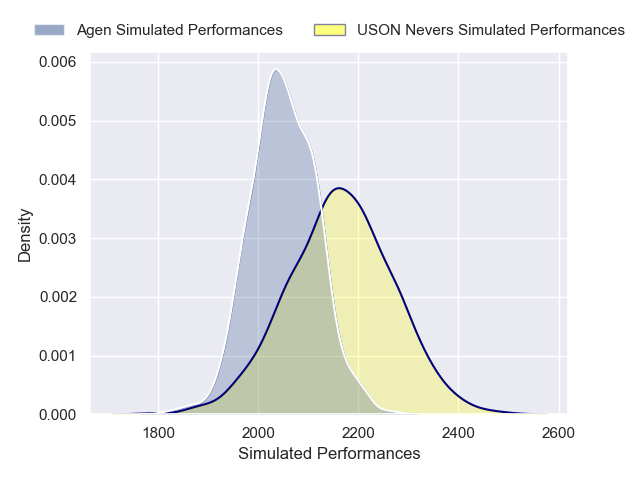 Agen Simulated Performances USON Nevers Simulated Performances
0.006
0.005
0.004
0.003
0.002
0.001
0.000
Density
1800 2000 2200 2400 2600
Simulated Performances